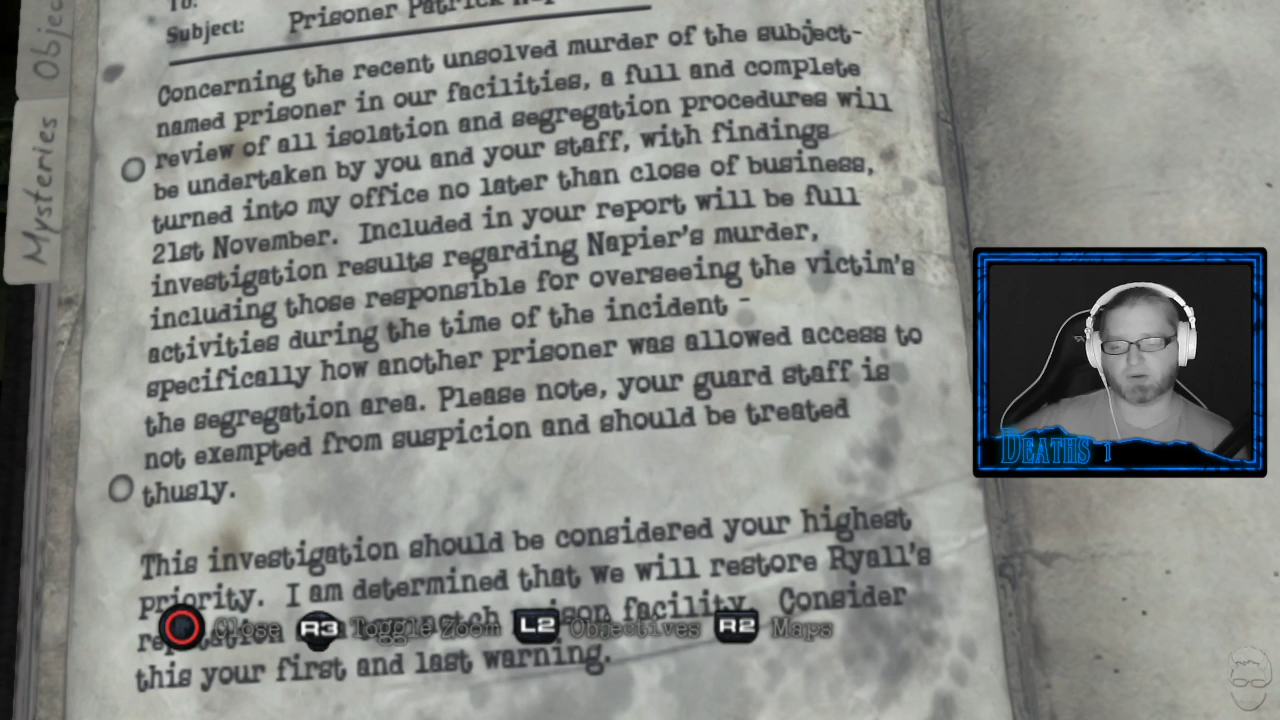 Objec
Mysteries
To:
Subject: Prisoner Patrick
Concerning the recent unsolved murder of the subject-
named prisoner in our facilities, a full and complete
review of all isolation and segregation procedures will
be undertaken by you and your staff, with findings
turned into my office no later than close of business,
21st November. Included in your report will be full
investigation results regarding Napier's murder,
including those responsible for overseeing the victim's
activities during the time of the incident -
specifically how another prisoner was allowed access to
the segregation area. Please note, your guard staff is
not exempted from suspicion and should be treated
thusly.
This investigation should be considered your highest
priority. I am determined that we will restore Ryall's
facility. Consider
this your first and last warning.
Close R3 Toggle Zoom L2 Objectives R2 Maps
DEATHS 1